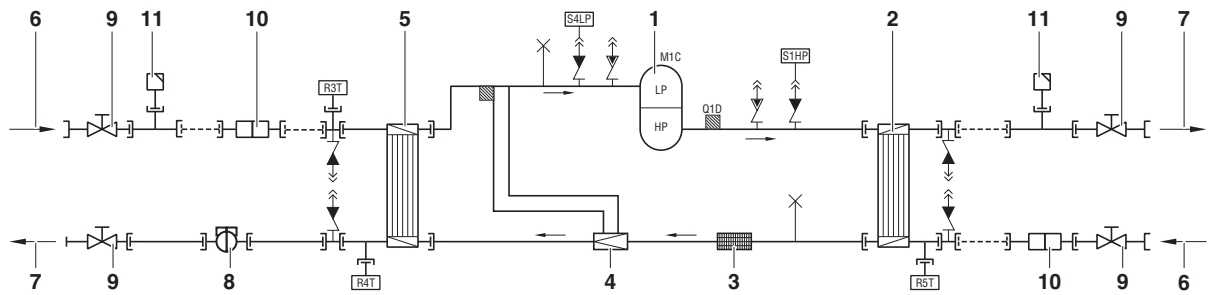 6 9 11 10 5 1 2 11 9 7
S4LP
M1C
S1HP
R3T
LP
Q1D
HP
R4T
R5T
7 9 8 4 3 10 9 6